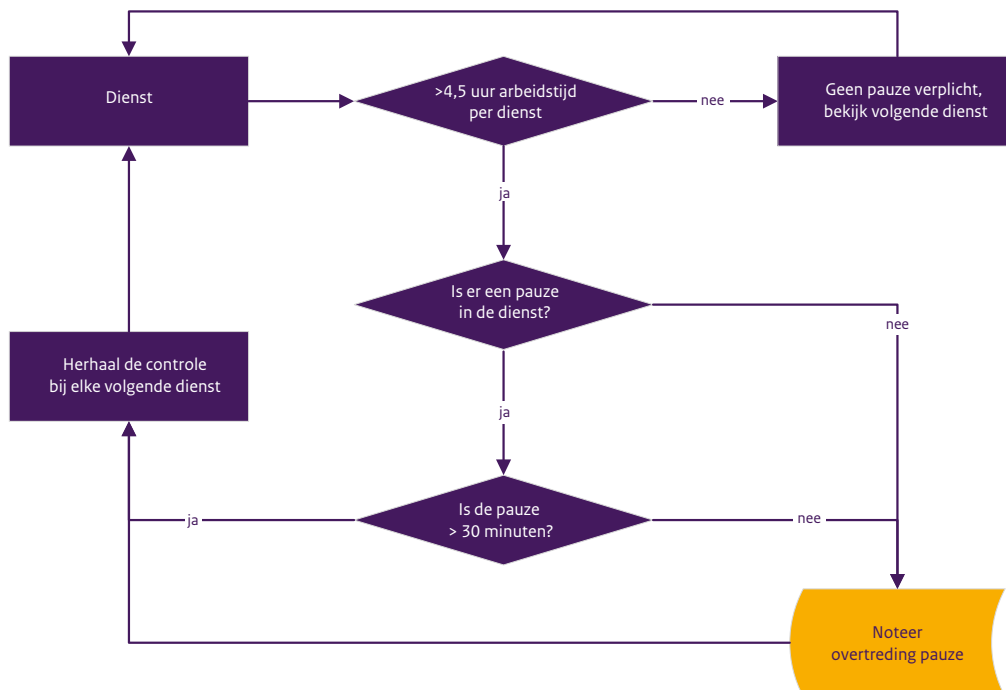 Dienst
>4,5 uur arbeidstijd
per dienst
nee
Geen pauze verplicht,
bekijk volgende dienst
ja
Is er een pauze
in de dienst?
nee
Herhaal de controle
bij elke volgende dienst
ja
Is de pauze
> 30 minuten?
ja
nee
Noteer
overtreding pauze